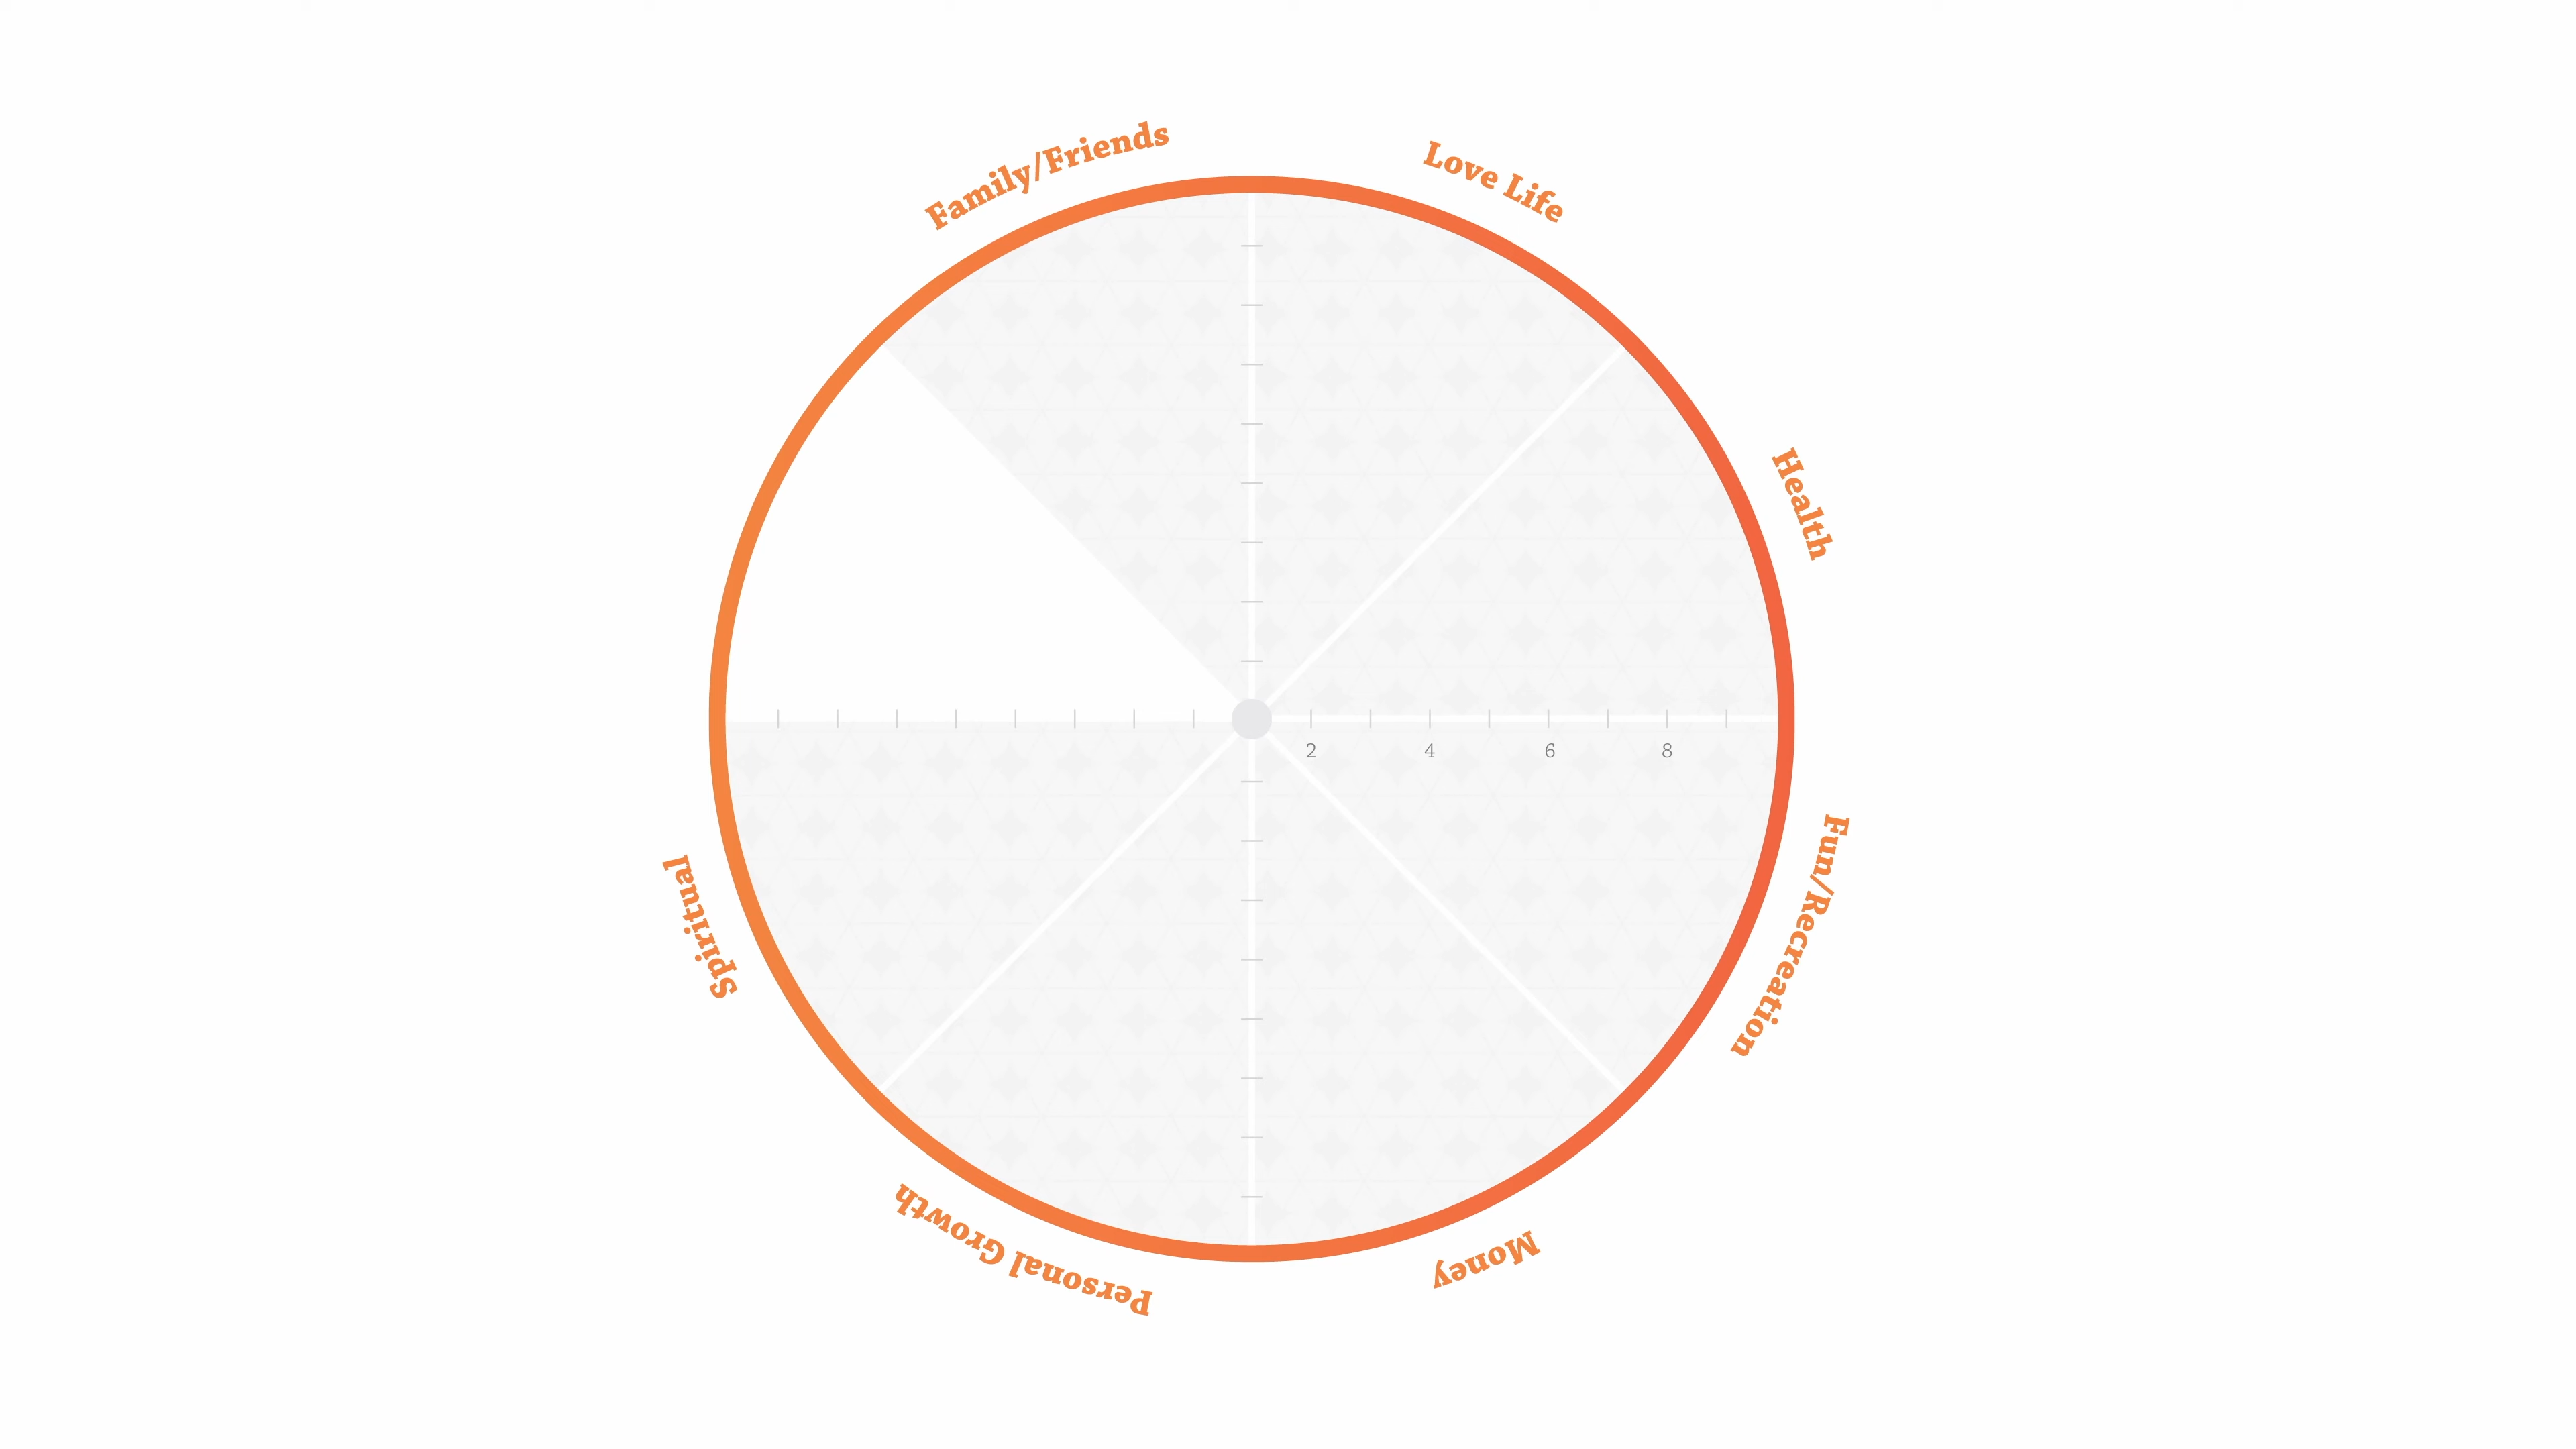 Family/Friends
Love Life
Health
Fun/Recreation
Money
Personal Growth
Spiritual
2 4 6 8